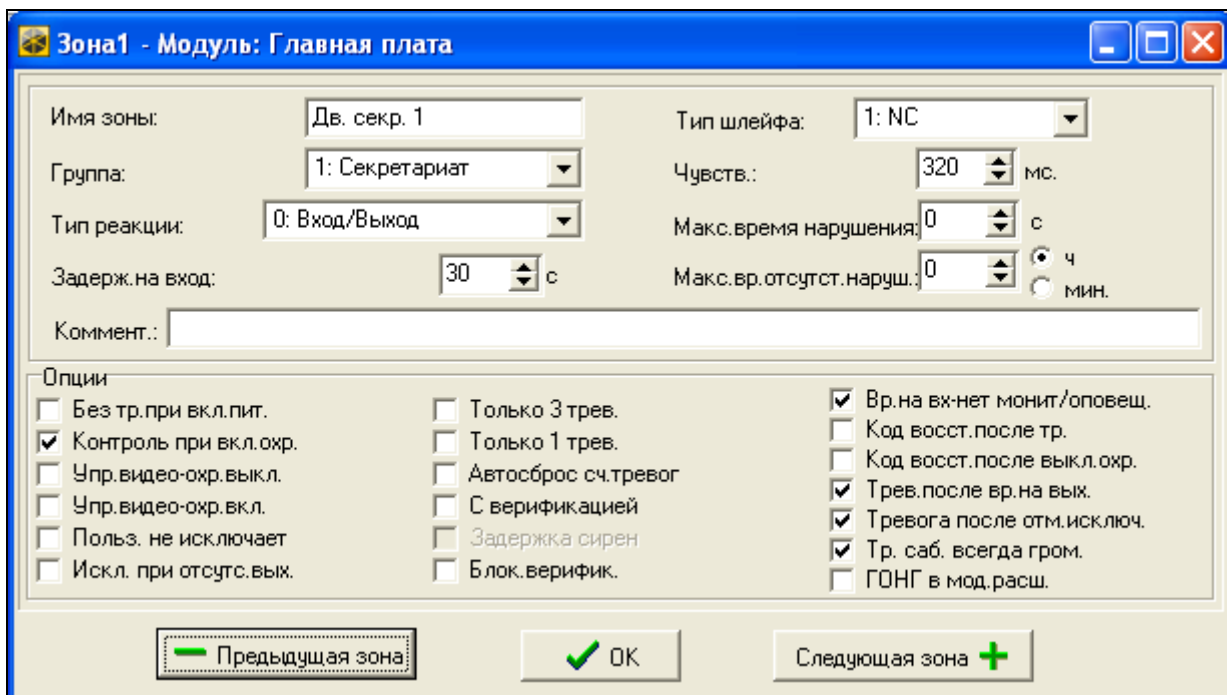 Зона1 - Модуль: Главная плата
Имя зоны: Дв. секр. 1 Тип шлейфа: 1: NC
Группа: 1: Секретариат Чувств.: 320 мс.
Тип реакции: 0: Вход/Выход Макс.время нарушения: 0 с
Задерж.на вход: 30 с Макс.вр.отсутст.наруш.: 0 ч
мин.
Коммент.:
Опции
Без тр.при вкл.пит.
Контроль при вкл.охр.
Упр.видео-охр.выкл.
Упр.видео-охр.вкл.
Польз. не исключает
Искл. при отсутс.вых.
Только 3 трев.
Только 1 трев.
Автосброс сч.тревог
С верификацией
Задержка сирен
Блок.верифик.
Вр.на вх-нет монит/оповещ.
Код восст.после тр.
Код восст.после выкл.охр.
Трев.после вр.на вых.
Тревога после отм.исключ.
Тр. саб. всегда гром.
ГОНГ в мод.расш.
Предыдущая зона OK Следующая зона